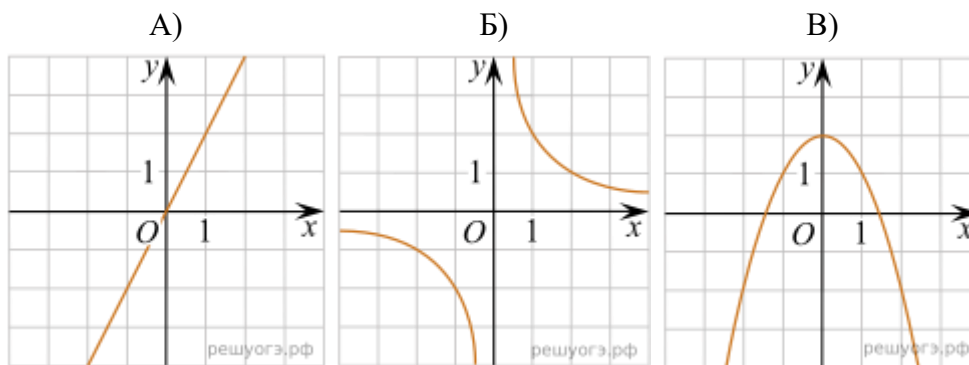 А) Б) В)
y y y
1 1 1
O 1 x O 1 x O 1 x
решуогэ.рф решуогэ.рф решуогэ.рф